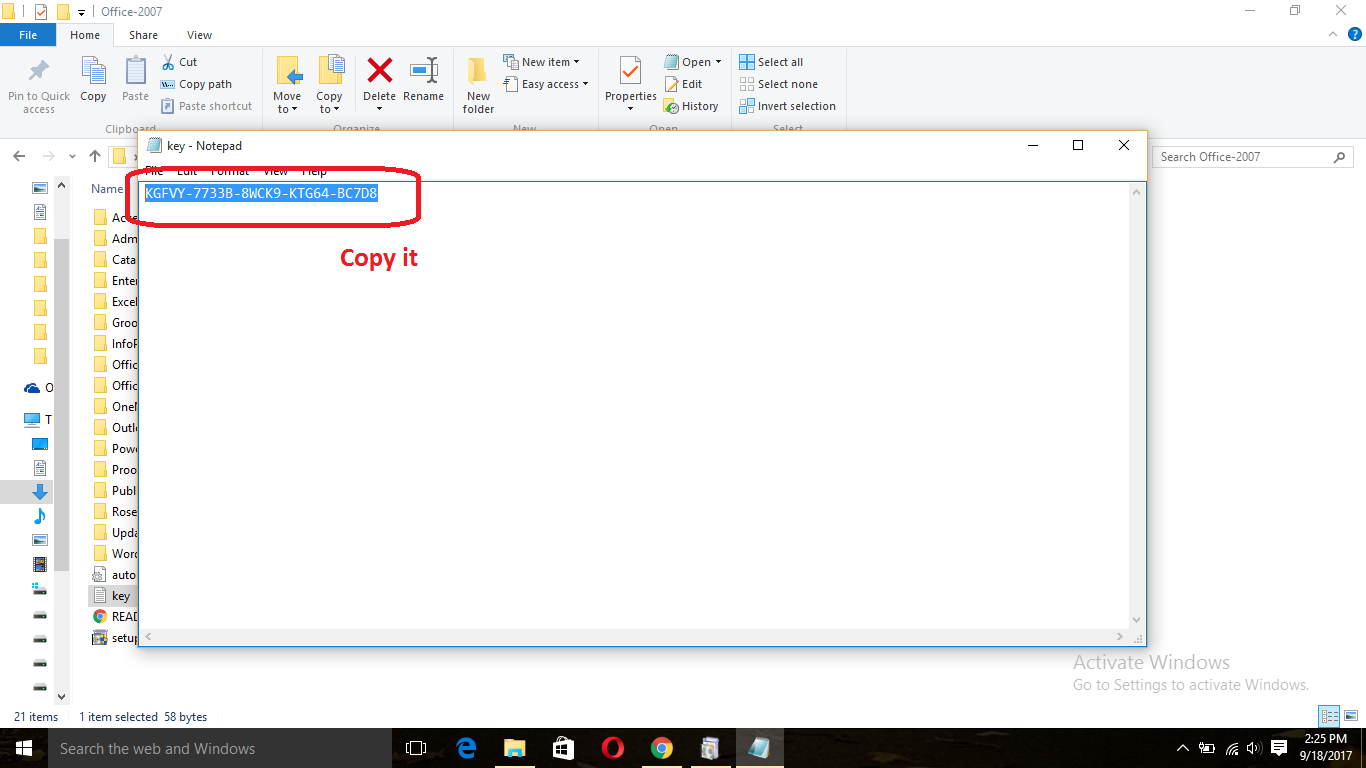 Office-2007
File Home Share View
Pin to Quick access
Copy
Paste
Cut
Copy path
Paste shortcut
Clipboard
Move to
Copy to
Delete
Rename
Organize
New folder
New item
Easy access
New
Properties
Open
Edit
History
Open
Select all
Select none
Invert selection
Select
Search Office-2007
key - Notepad
File Edit Format View Help
KGFVY-7733B-8WCK9-KTG64-BC7D8
Copy it
Name
Acce
Adm
Cata
Enter
Excel
Groo
InfoP
Offic
Offic
OneN
Outlo
Powe
Proo
Publ
Rose
Upda
Word
auto
key
READ
setup
O
T
Activate Windows
Go to Settings to activate Windows.
21 items 1 item selected 58 bytes
Search the web and Windows
2:25 PM
9/18/2017